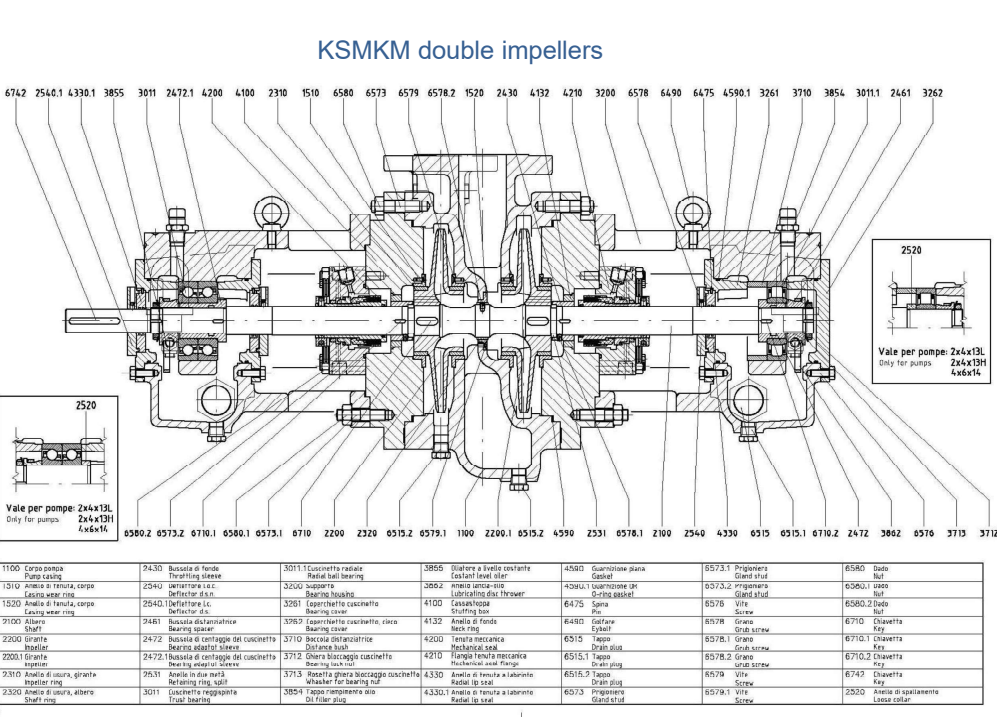 KSMKM double impellers
6742 2540.1 4330.1 3855 3011 2472.1 4200 4100 2310 1510 6580 6573 6579 6578.2 1520 2430 4132 4210 3200 6578 6490 6475 4590.1 3261 3710 3854 3011.1 2461 3262
2520
Vale per pompe: 2x4x13L
Only for pumps 2x4x13H
4x6x14
2520
Vale per pompe: 2x4x13L
Only for pumps 2x4x13H
4x6x14
6580.2 6573.2 6710.1 6580.1 6573.1 6710 2200 2320 6515.2 6579.1 1100 2200.1 6515.2 4590 2531 6578.1 2100 2540 4330 6515 6515.1 6710.2 2472 3862 6576 3713 3712
1100 Corpo pompa
Pump casing
1510 Anello di tenuta, corpo
Casing wear ring
1520 Anello di tenuta, corpo
Casing wear ring
2100 Albero
Shaft
2200 Girante
Impeller
2200.1 Girante
Impeller
2310 Anello di usura, girante
Impeller ring
2320 Anello di usura, albero
Shaft ring
2430 Bussola di fondo
Throttling sleeve
2540 Deflettore l.o.c.
Deflector d.s.n.
2540.1 Deflettore l.c.
Deflector d.s.
2461 Bussola distanziatrice
Bearing spacer
2472 Bussola di centaggio del cuscinetto
Bearing adaptor sleeve
2472.1 Bussola di centaggio del cuscinetto
Bearing adaptor sleeve
2531 Anello in due metà
Retaining ring, split
3011 Cuscinetto reggispinta
Trust bearing
3011.1 Cuscinetto radiale
Radial ball bearing
3200 Supporto
Bearing housing
3261 Coperchietto cuscinetto
Bearing cover
3262 Coperchietto cuscinetto, cieco
Bearing cover
3710 Boccola distanziatrice
Distance bush
3712 Ghiera bloccaggio cuscinetto
Bearing lock nut
3713 Rosetta ghiera bloccaggio cuscinetto
Whasher for bearing nut
3854 Tappo riempimento olio
Oil filler plug
3855 Oliatore a livello costante
Costant level oiler
3862 Anello lancia-olio
Lubricating disc thrower
4100 Cassastoppa
Stuffing box
4132 Anello di fondo
Neck ring
4200 Tenuta meccanica
Mechanical seal
4210 Flangia tenuta meccanica
Mechanical seal flange
4330 Anello di tenuta a labirinto
Radial lip seal
4330.1 Anello di tenuta a labirinto
Radial lip seal
4590 Guarnizione piana
Gasket
4590.1 Guarnizione OR
O-ring gasket
6475 Spina
Pin
6490 Golfare
Eybolt
6515 Tappo
Drain plug
6515.1 Tappo
Drain plug
6515.2 Tappo
Drain plug
6573 Prigioniero
Gland stud
6573.1 Prigioniero
Gland stud
6573.2 Prigioniero
Gland stud
6576 Vite
Screw
6578 Grano
Grub screw
6578.1 Grano
Grub screw
6578.2 Grano
Grub screw
6579 Vite
Screw
6579.1 Vite
Screw
6580 Dado
Nut
6580.1 Dado
Nut
6580.2 Dado
Nut
6710 Chiavetta
Key
6710.1 Chiavetta
Key
6710.2 Chiavetta
Key
6742 Chiavetta
Key
2520 Anello di spallamento
Loose collar